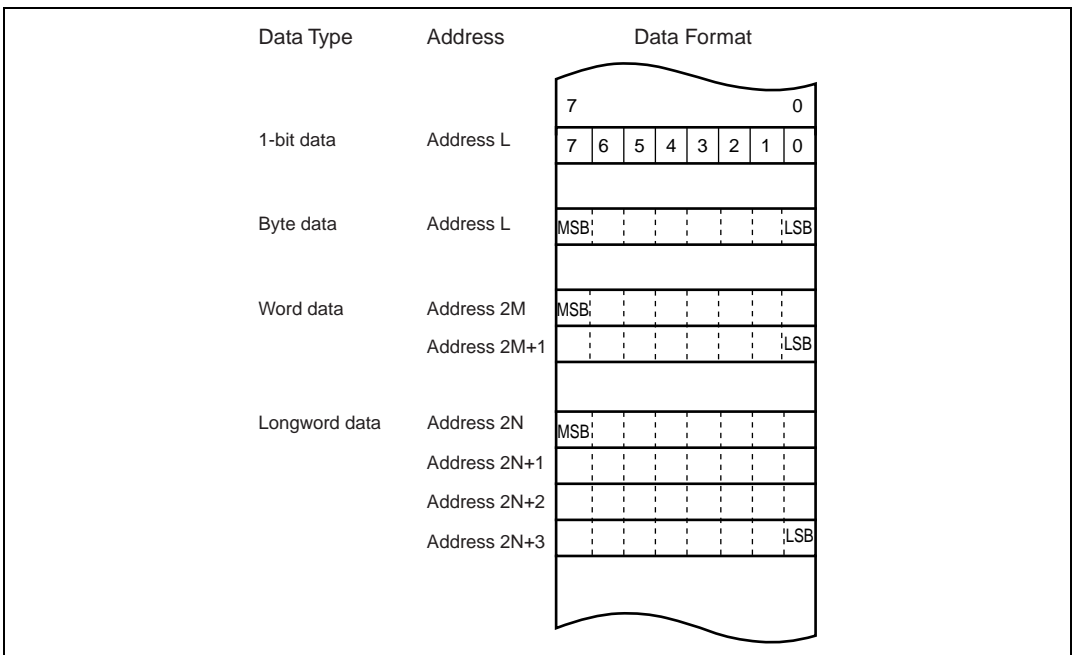 Data Type Address Data Format
7 0
1-bit data Address L 7 6 5 4 3 2 1 0
Byte data Address L MSB LSB
Word data Address 2M MSB
Address 2M+1 LSB
Longword data Address 2N MSB
Address 2N+1
Address 2N+2
Address 2N+3 LSB